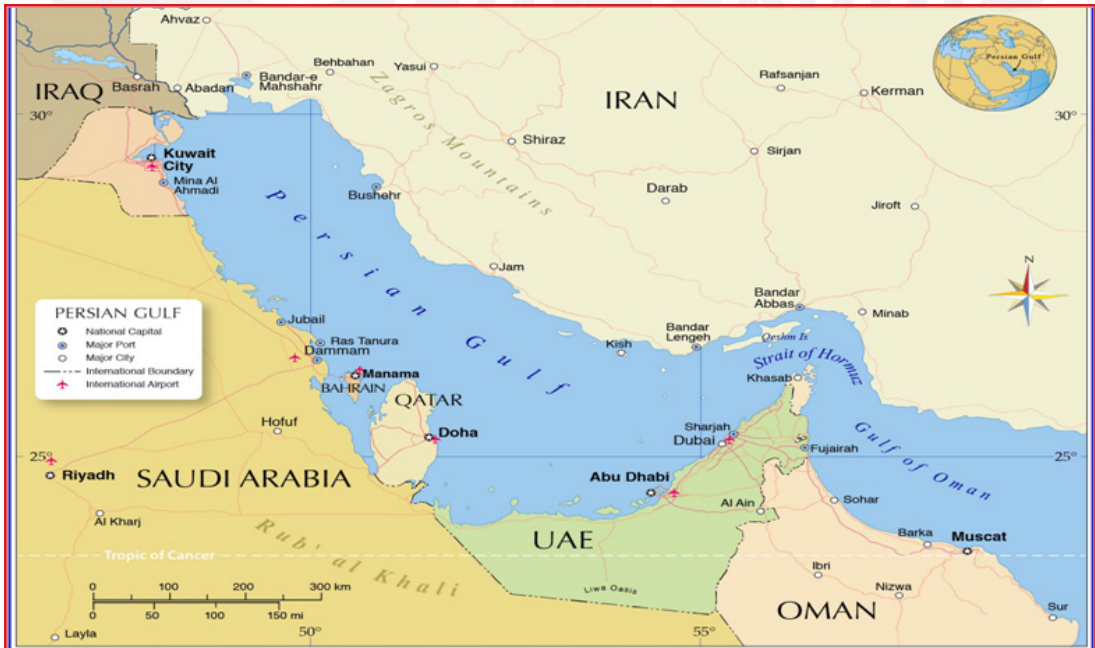 Ahvaz
Behbahan
Yasui
Bandar-e
Mahshahr
Rafsanjan
Persian Gulf
Basrah
Abadan
Kerman
IRAQ
IRAN
Zagros Mountains
30°
30°
Shiraz
Sirjan
Kuwait
City
Mina Al
Ahmadi
Bushehr
Darab
Jiroft
Persian Gulf
N
Jam
Bandar
Abbas
Minab
PERSIAN GULF
National Capital
Major Port
Major City
International Boundary
International Airport
Jubail
Ras Tanura
Dammam
Bandar
Lengeh
Kish
Qeshm Is
Strait of Hormuz
Manama
BAHRAIN
Khasab
QATAR
Hofuf
Doha
Sharjah
Dubai
Fujairah
Gulf of Oman
25°
25°
Riyadh
SAUDI ARABIA
Abu Dhabi
Al Ain
Sohar
Al Kharj
Rub' al Khali
UAE
Barka
Muscat
Tropic of Cancer
Ibri
Liwa Oasis
Nizwa
OMAN
Sur
0 100 200 300 km
0 50 100 150 mi
Layla
50°
55°